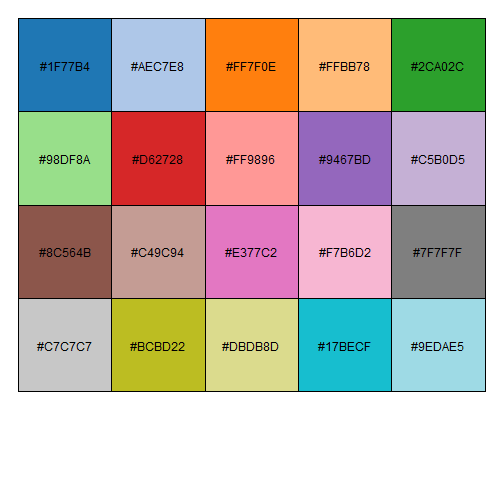 #1F77B4 #AEC7E8 #FF7F0E #FFBB78 #2CA02C
#98DF8A #D62728 #FF9896 #9467BD #C5B0D5
#8C564B #C49C94 #E377C2 #F7B6D2 #7F7F7F
#C7C7C7 #BCBD22 #DBDB8D #17BECF #9EDAE5